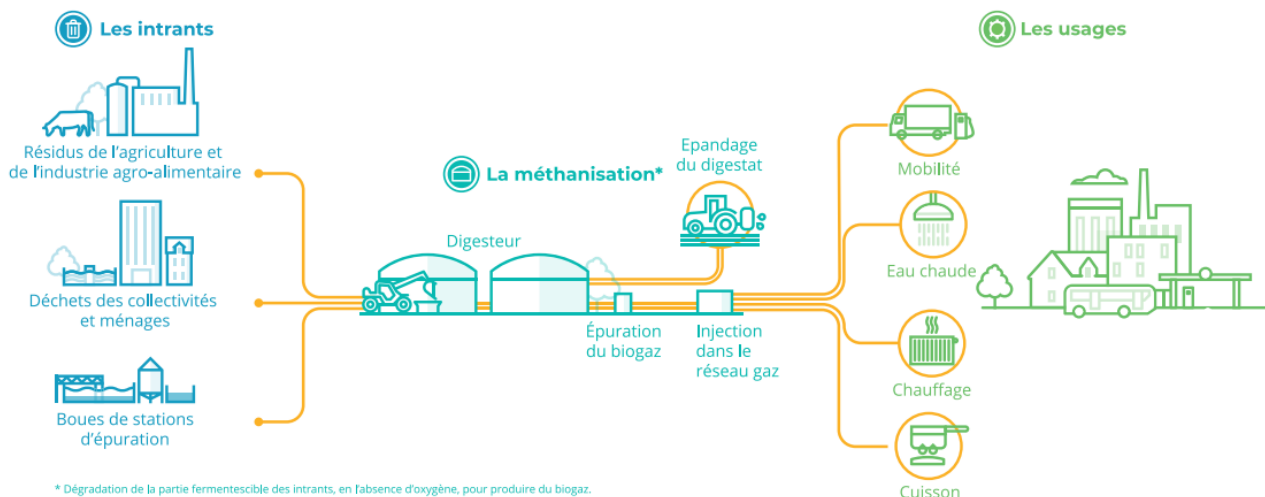 Les intrants
Résidus de l'agriculture et
de l'industrie agro-alimentaire
Déchets des collectivités
et ménages
Boues de stations
d'épuration
La méthanisation*
Digesteur
Epandage
du digestat
Épuration
du biogaz
Injection
dans le
réseau gaz
Les usages
Mobilité
Eau chaude
Chauffage
Cuisson
* Dégradation de la partie fermentescible des intrants, en l'absence d'oxygène, pour produire du biogaz.